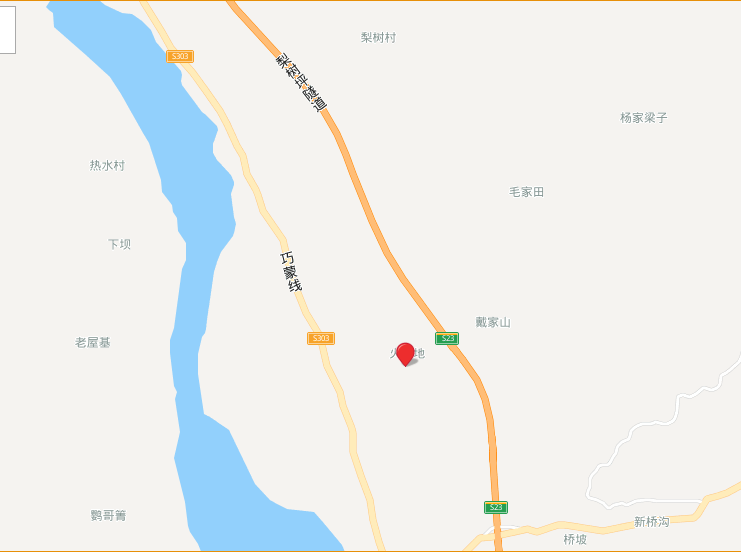 梨树村
S303
梨树坪隧道
杨家梁子
热水村
毛家田
下坝
巧蒙线
戴家山
S303
S23
老屋基
地
S23
鹦哥箐
新桥沟
桥坡